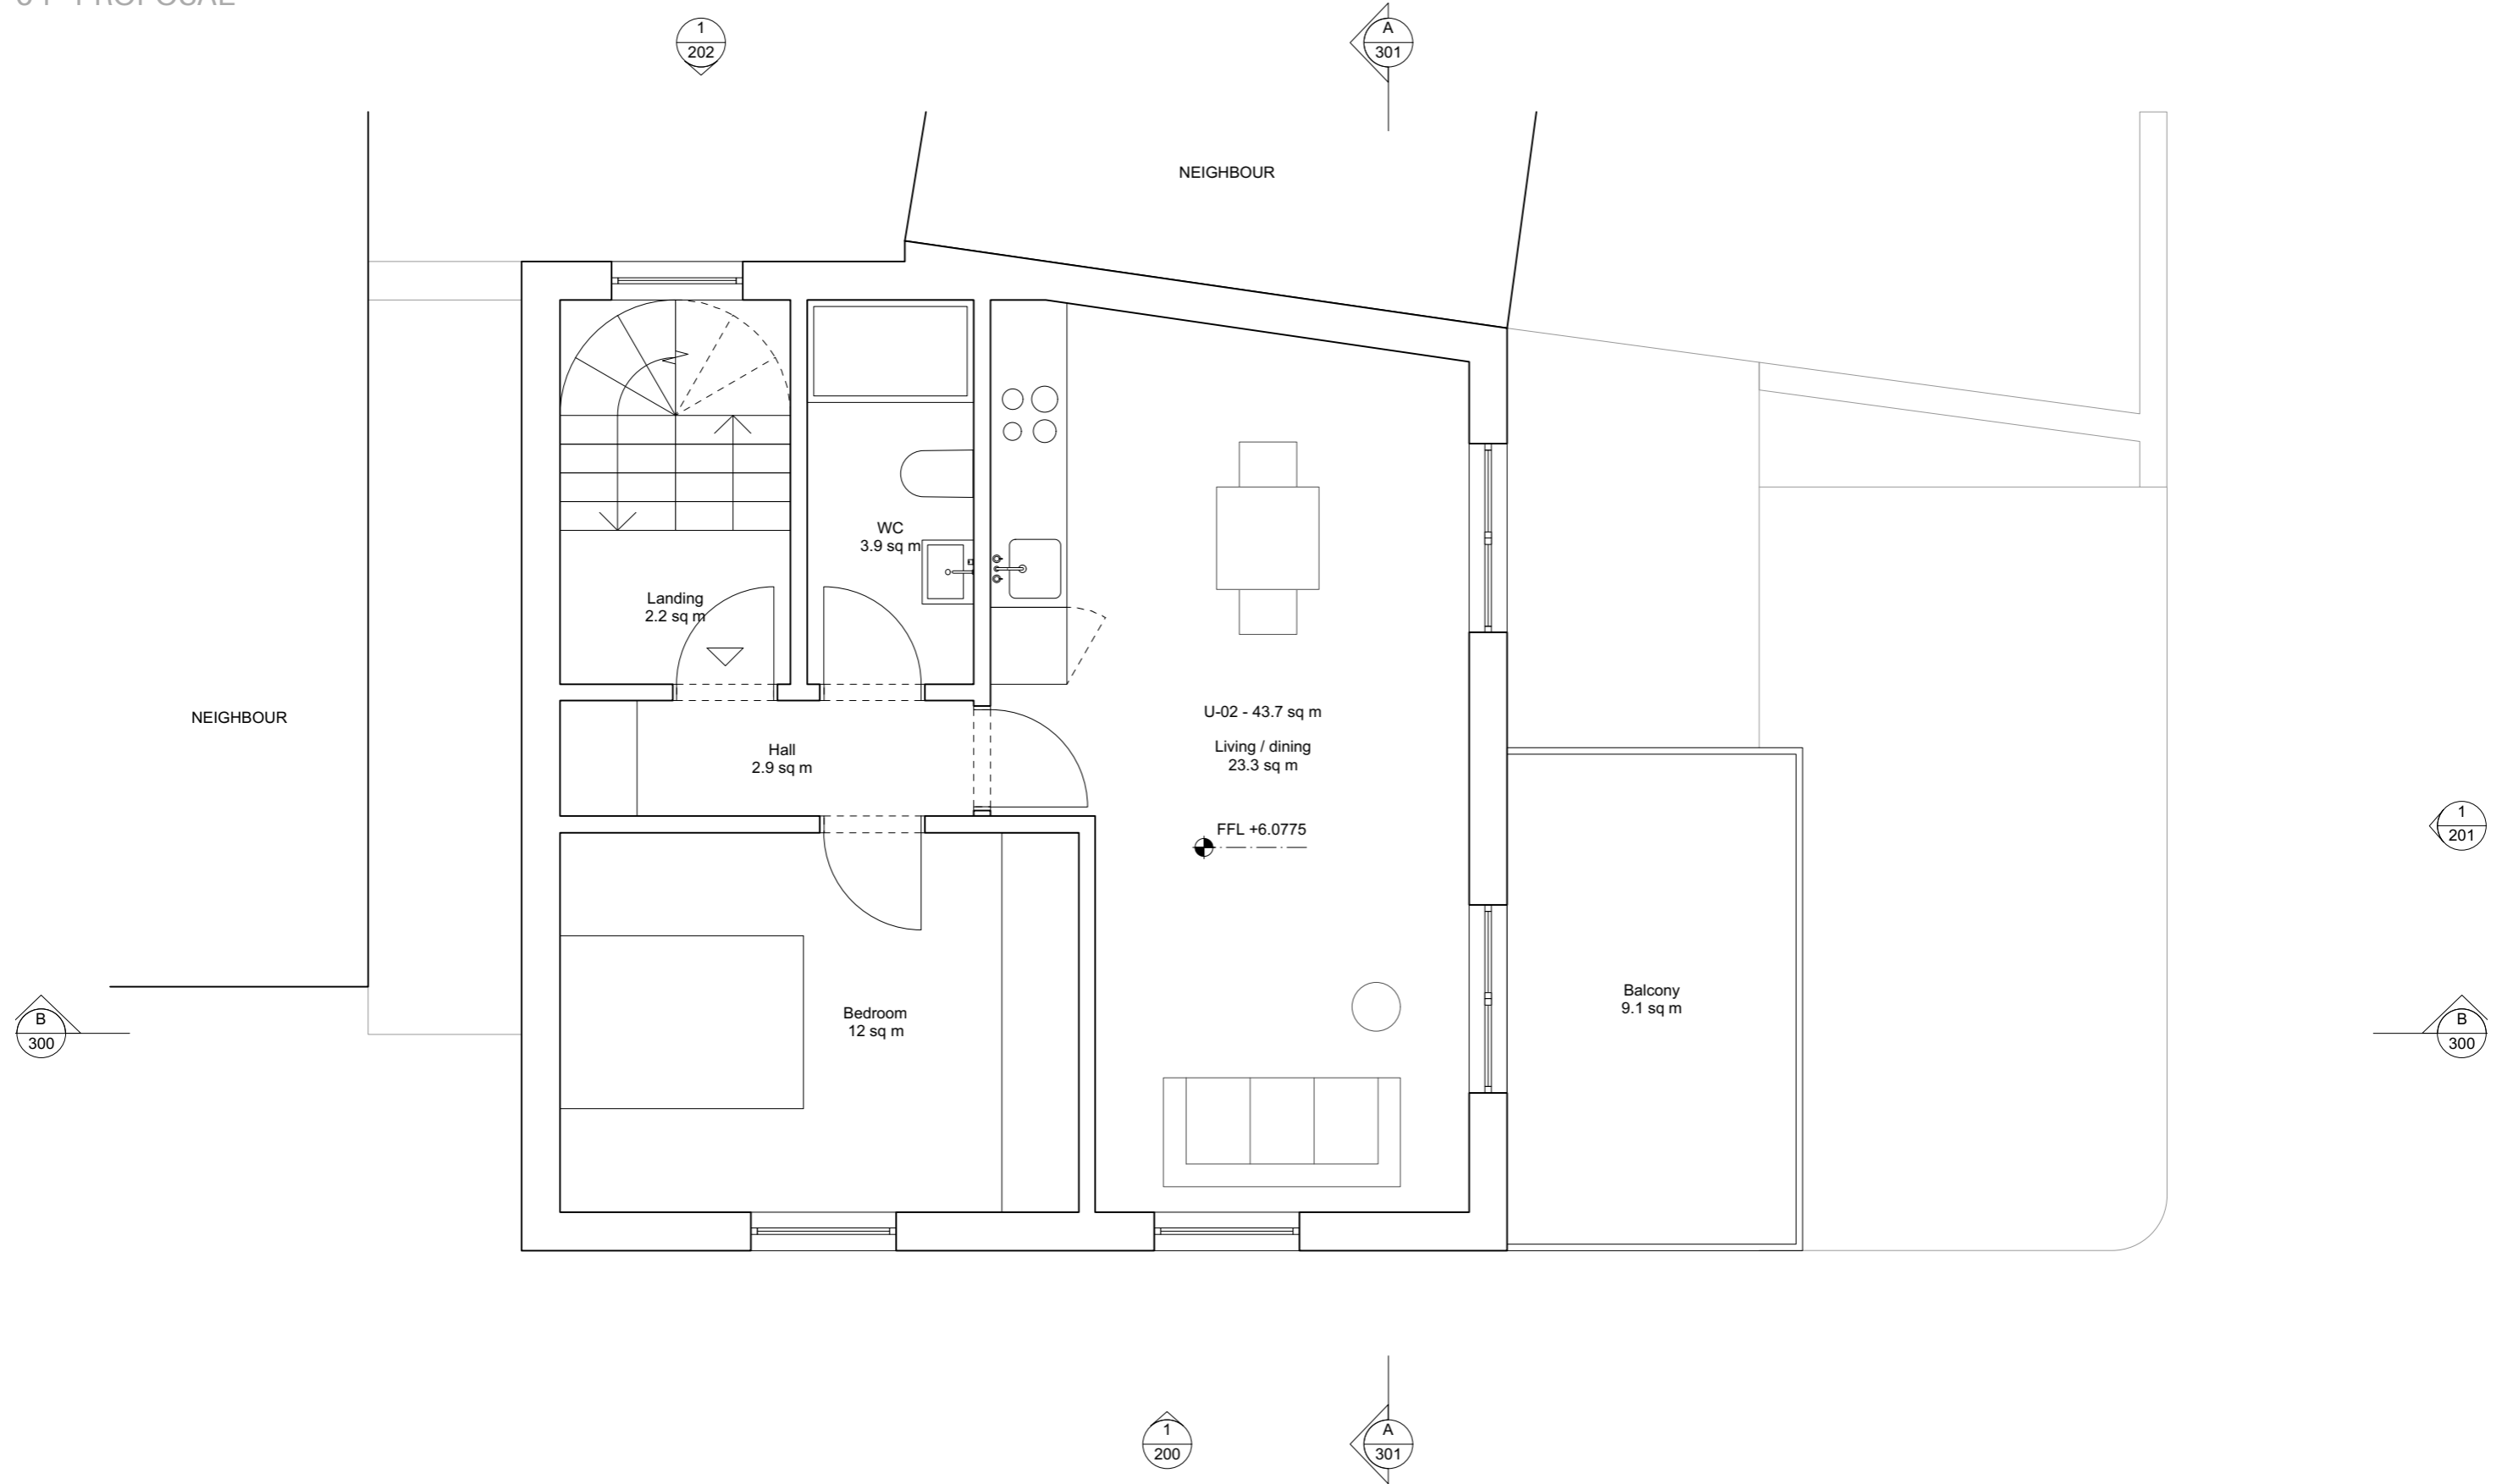 PROPOSAL
1
202
A
301
NEIGHBOUR
WC
3.9 sq m
Landing
2.2 sq m
NEIGHBOUR
U-02 - 43.7 sq m
Hall
2.9 sq m
Living / dining
23.3 sq m
FFL +6.0775
1
201
Bedroom
12 sq m
Balcony
9.1 sq m
B
300
B
300
1
200
A
301